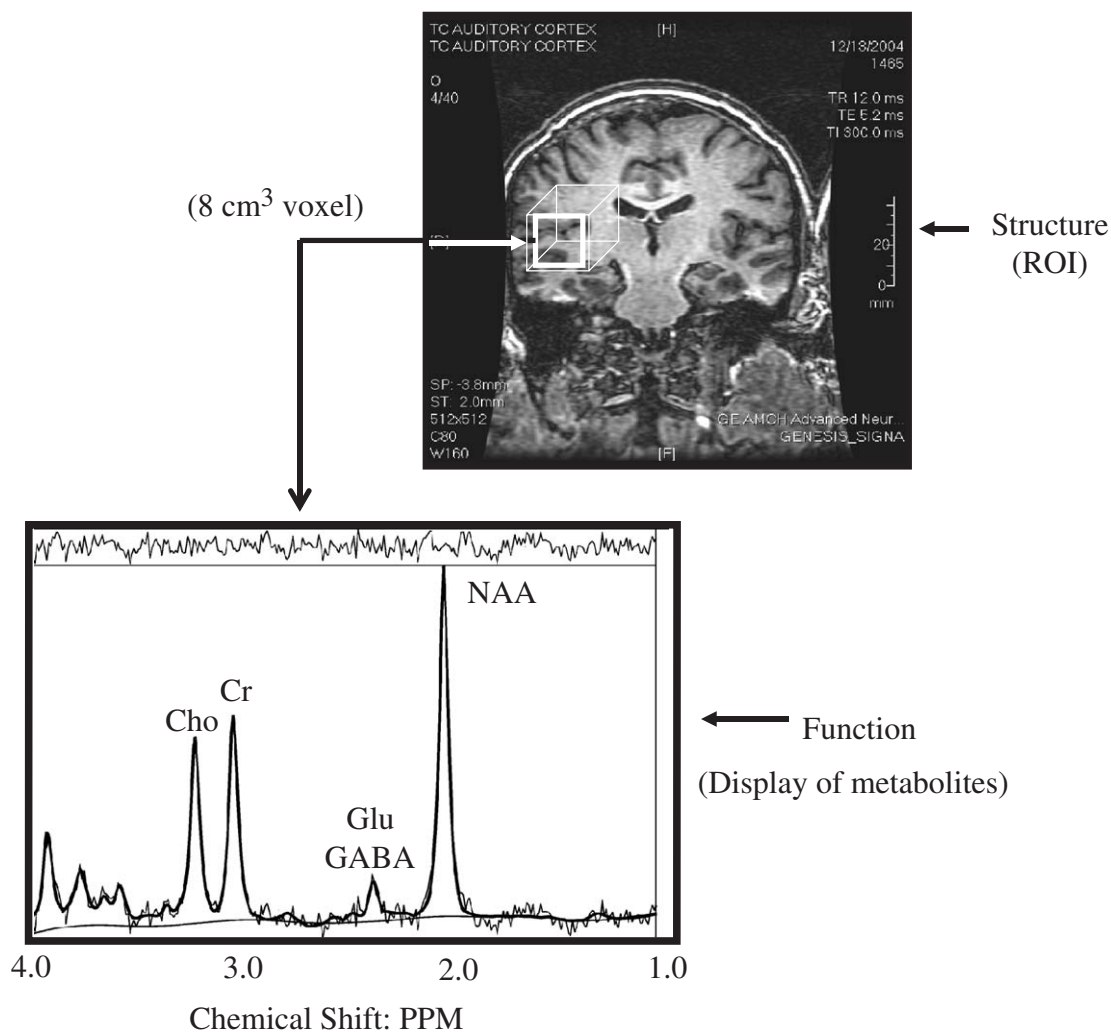 TC AUDITORY CORTEX
TC AUDITORY CORTEX
[H]
12/18/2004
1465
O
4/40
TR 12.0 ms
TE 5.2 ms
TI 300.0 ms
(8 cm³ voxel)
Structure
(ROI)
20
0
mm
SP: -3.8mm
ST: 2.0mm
512x512
C80
W160
[F]
GE AMCH Advanced Neur...
GENESIS_SIGNA
NAA
Cr
Cho
Glu
GABA
Function
(Display of metabolites)
4.0 3.0 2.0 1.0
Chemical Shift: PPM